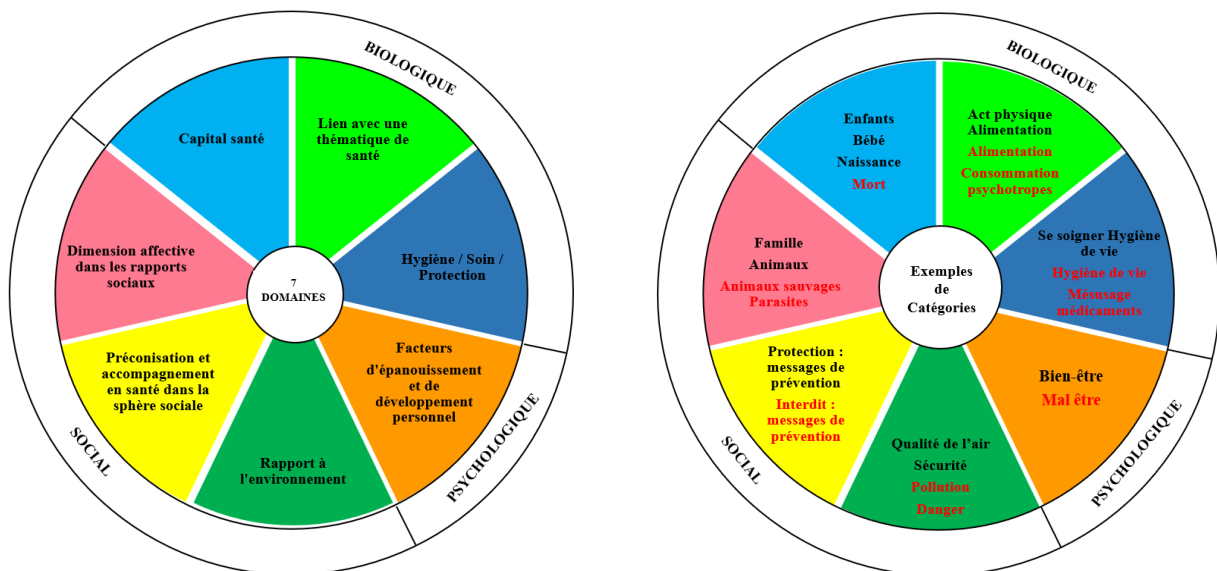 BIOLOGIQUE
Capital santé
Lien avec une
thématique de
santé
Dimension affective
dans les rapports
sociaux
Hygiène / Soin /
Protection
7
DOMAINES
Préconisation et
accompagnement
en santé dans la
sphère sociale
Facteurs
d'épanouissement
et de
développement
personnel
Rapport à
l'environnement
SOCIAL
PSYCHOLOGIQUE
BIOLOGIQUE
Enfants
Bébé
Naissance
Mort
Act physique
Alimentation
Alimentation
Consommation
psychotropes
Famille
Animaux
Animaux sauvages
Parasites
Se soigner Hygiène
de vie
Hygiène de vie
Mésusage
médicaments
Exemples
de
Catégories
Protection :
messages de
prévention
Interdit :
messages de
prévention
Bien-être
Mal être
Qualité de l’air
Sécurité
Pollution
Danger
SOCIAL
PSYCHOLOGIQUE